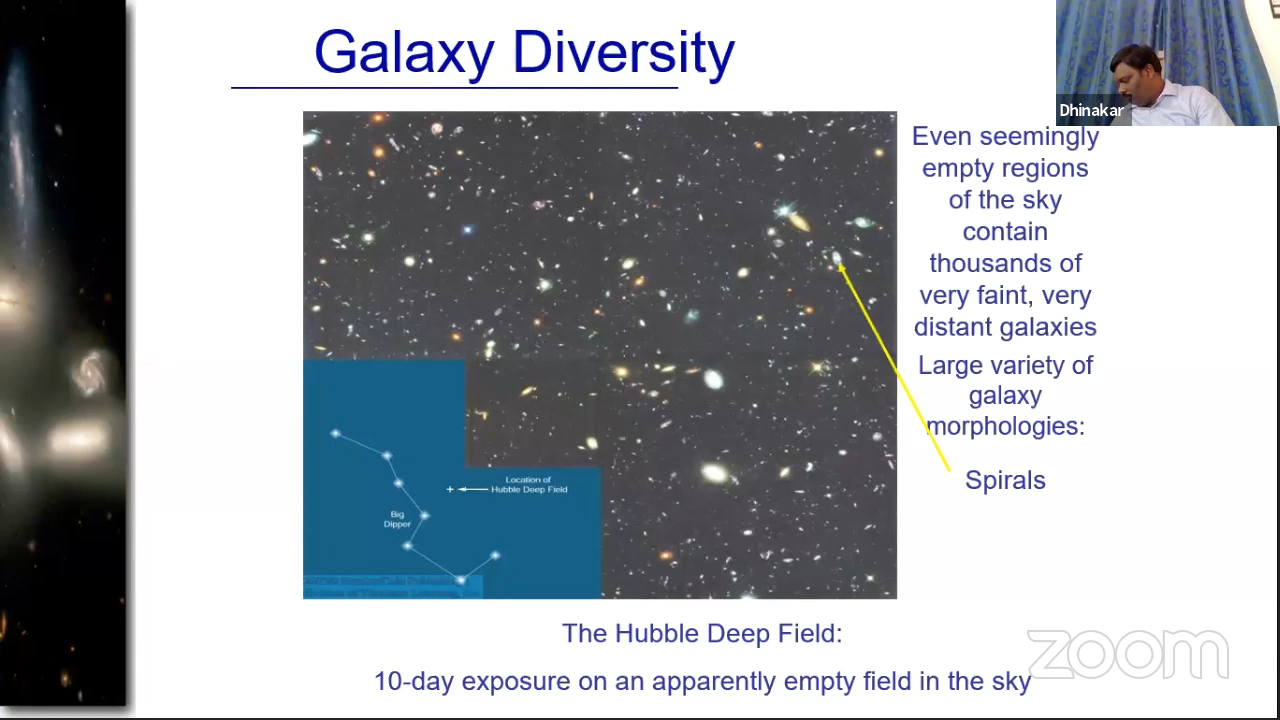 Galaxy Diversity
Dhinakar
Even seemingly
empty regions
of the sky
contain
thousands of
very faint, very
distant galaxies
Large variety of
galaxy
morphologies:
Spirals
Location of
Hubble Deep Field
Big
Dipper
The Hubble Deep Field:
10-day exposure on an apparently empty field in the sky
zoom